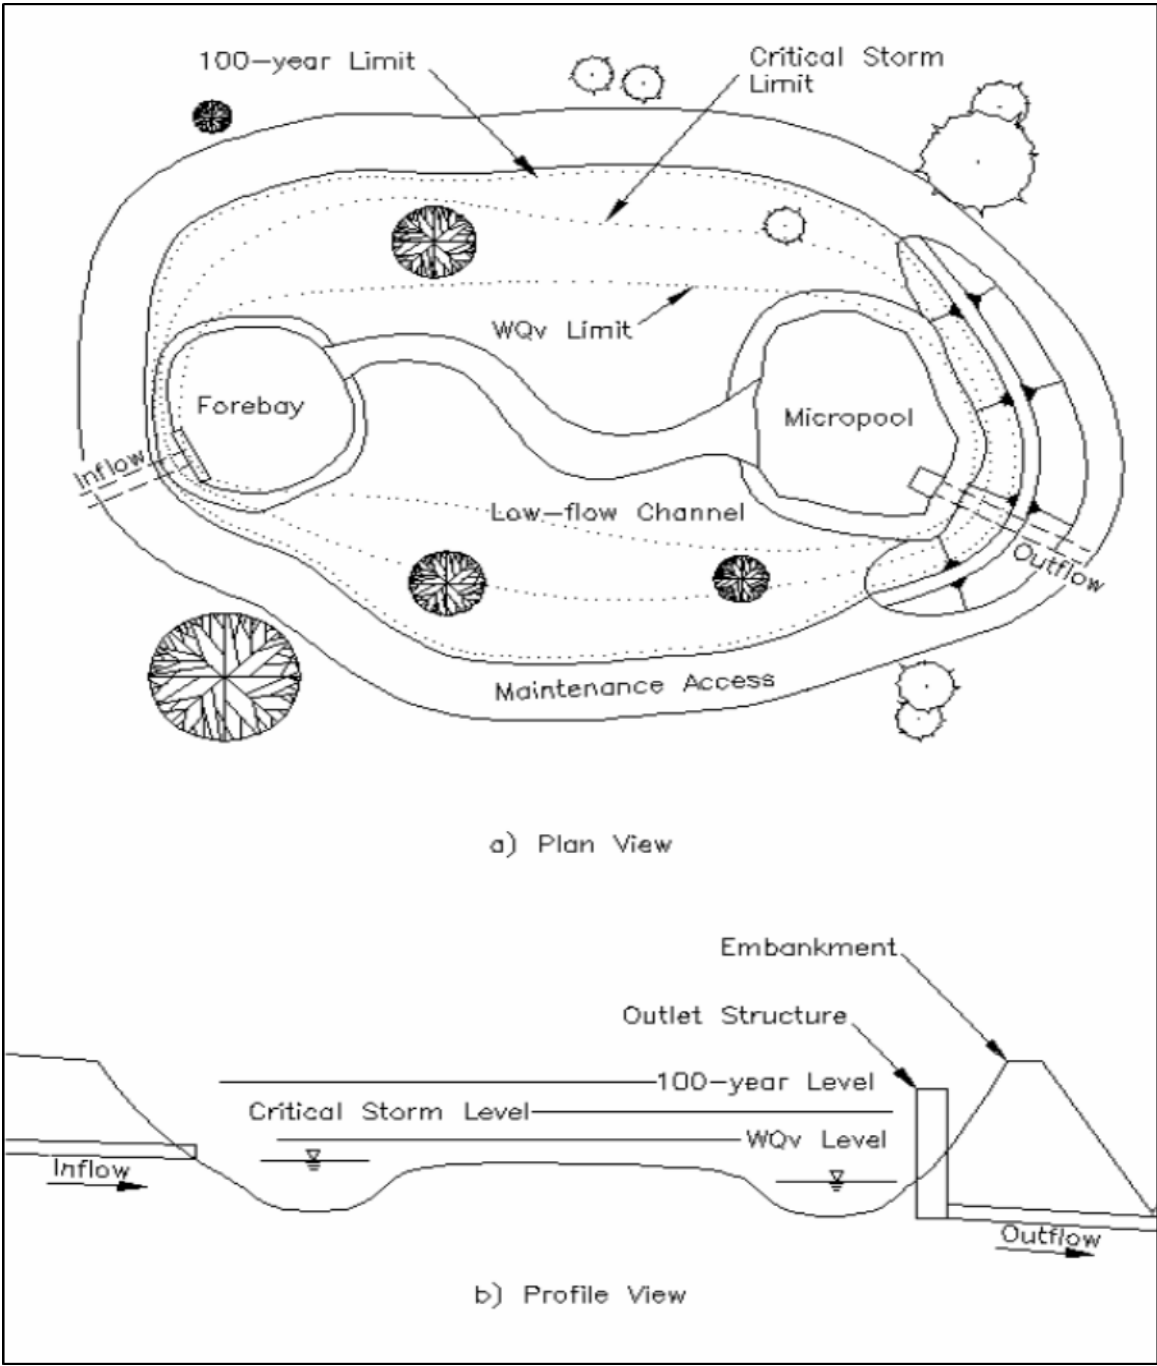 100-year Limit
Critical Storm
Limit
WQv Limit
Forebay
Micropool
Inflow
Low-flow Channel
Outflow
Maintenance Access
a) Plan View
Embankment
Outlet Structure
100-year Level
Critical Storm Level
WQv Level
Inflow
Outflow
b) Profile View